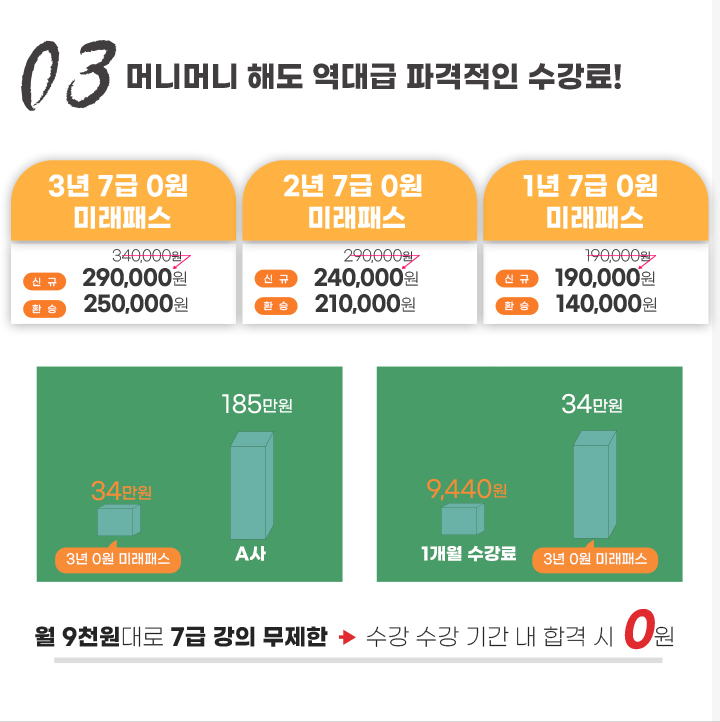 03 머니머니 해도 역대급 파격적인 수강료!
3년 7급 0원
미래패스
340,000원
신규 290,000원
환승 250,000원
2년 7급 0원
미래패스
290,000원
신규 240,000원
환승 210,000원
1년 7급 0원
미래패스
190,000원
신규 190,000원
환승 140,000원
185만원
34만원
3년 0원 미래패스
A사
34만원
9,440원
1개월 수강료
3년 0원 미래패스
월 9천원대로 7급 강의 무제한 수강 수강 기간 내 합격 시 0원